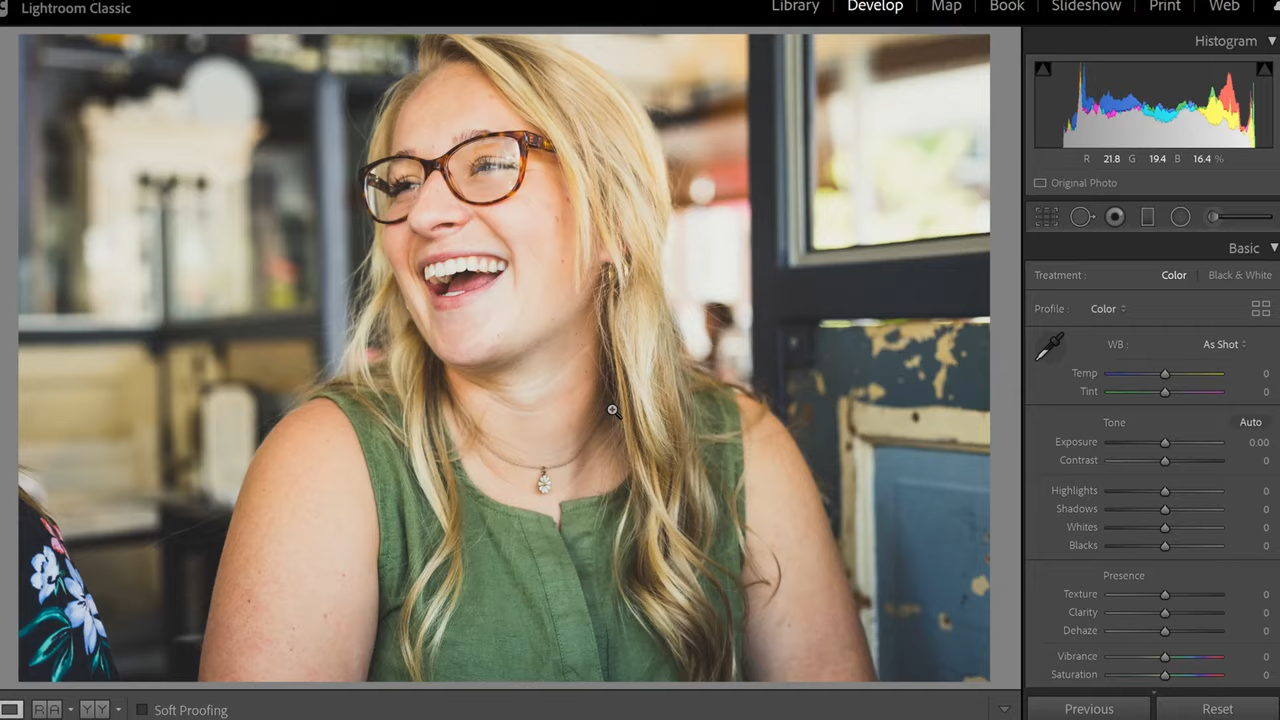 Lightroom Classic
Library | Develop | Map | Book | Slideshow | Print | Web
Histogram
R 21.8 G 19.4 B 16.4 %
Original Photo
Basic
Treatment : Color Black & White
Profile : Color
WB : As Shot
Temp 0
Tint 0
Tone Auto
Exposure 0.00
Contrast 0
Highlights 0
Shadows 0
Whites 0
Blacks 0
Presence
Texture 0
Clarity 0
Dehaze 0
Vibrance 0
Saturation 0
R A Y Y Soft Proofing
Previous Reset